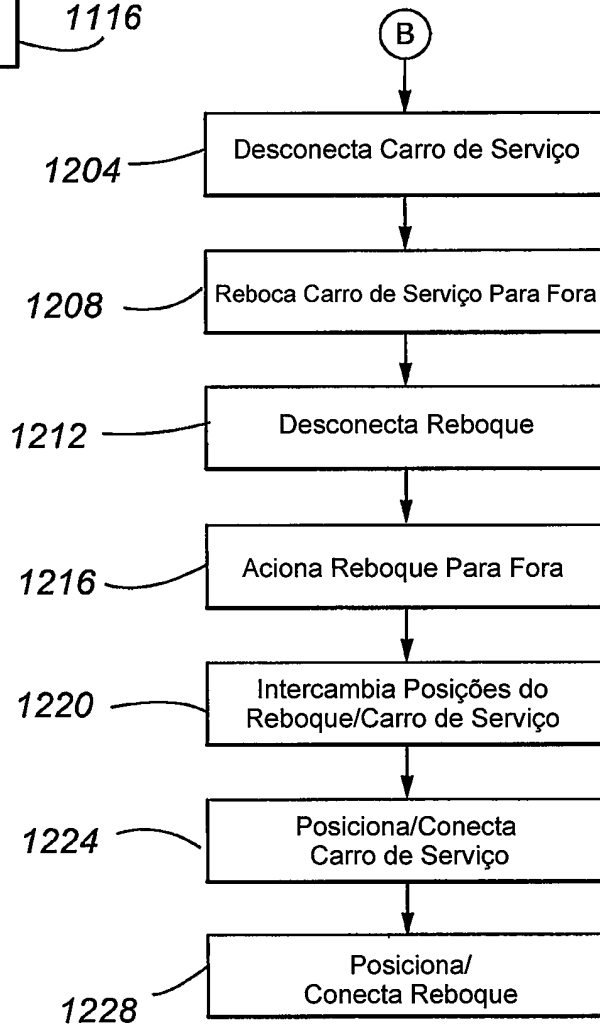 1116
B
1204
Desconecta Carro de Serviço
1208
Reboca Carro de Serviço Para Fora
1212
Desconecta Reboque
1216
Aciona Reboque Para Fora
1220
Intercambia Posições do
Reboque/Carro de Serviço
1224
Posiciona/Conecta
Carro de Serviço
1228
Posiciona/
Conecta Reboque